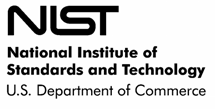 NIST
National Institute of
Standards and Technology
U.S. Department of Commerce